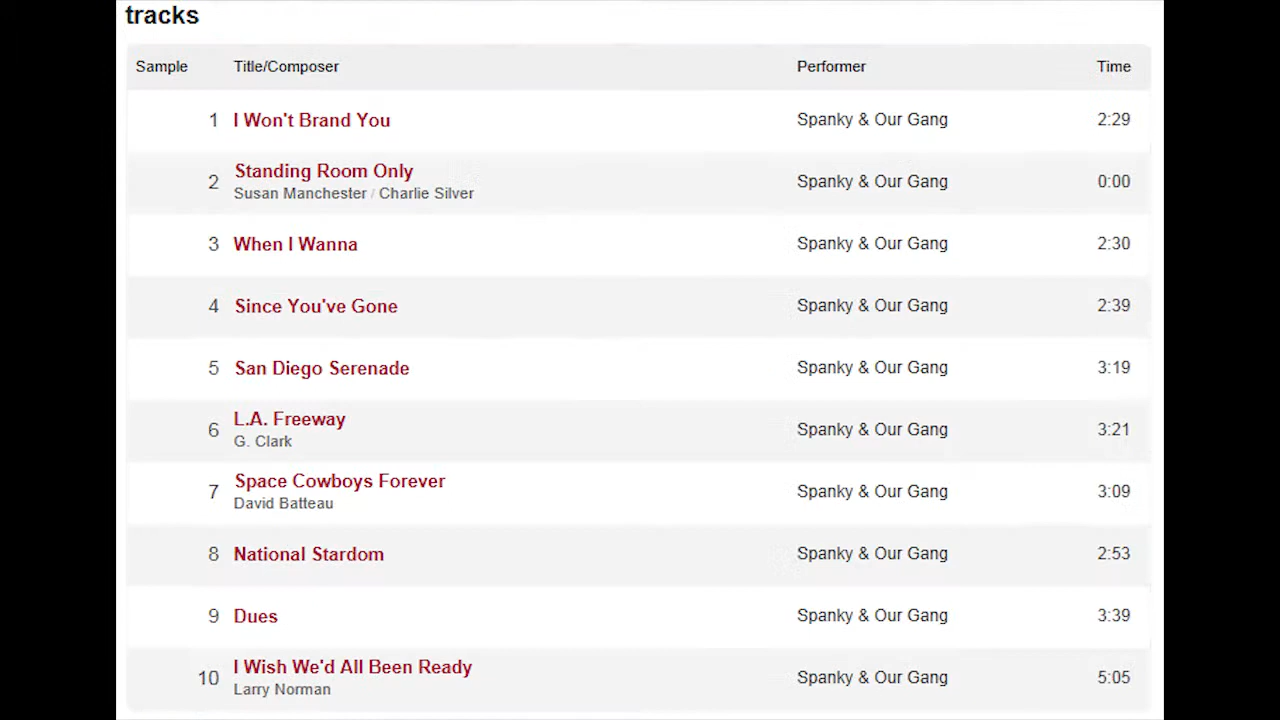 tracks
Sample Title/Composer Performer Time
1 I Won't Brand You Spanky & Our Gang 2:29
2 Standing Room Only Spanky & Our Gang 0:00
Susan Manchester / Charlie Silver
3 When I Wanna Spanky & Our Gang 2:30
4 Since You've Gone Spanky & Our Gang 2:39
5 San Diego Serenade Spanky & Our Gang 3:19
6 L.A. Freeway Spanky & Our Gang 3:21
G. Clark
7 Space Cowboys Forever Spanky & Our Gang 3:09
David Batteau
8 National Stardom Spanky & Our Gang 2:53
9 Dues Spanky & Our Gang 3:39
10 I Wish We'd All Been Ready Spanky & Our Gang 5:05
Larry Norman